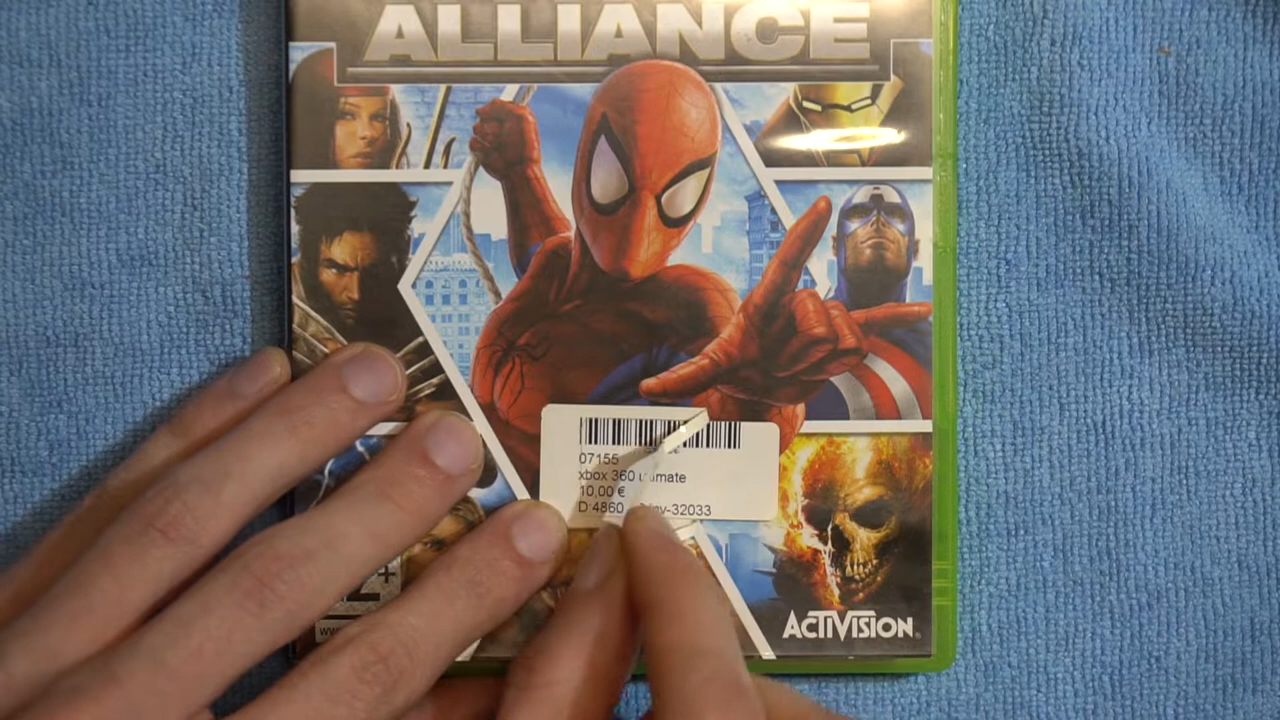 ALLIANCE
07155
xbox 360
10,00 €
D:4860
-32033
ACTIVISION